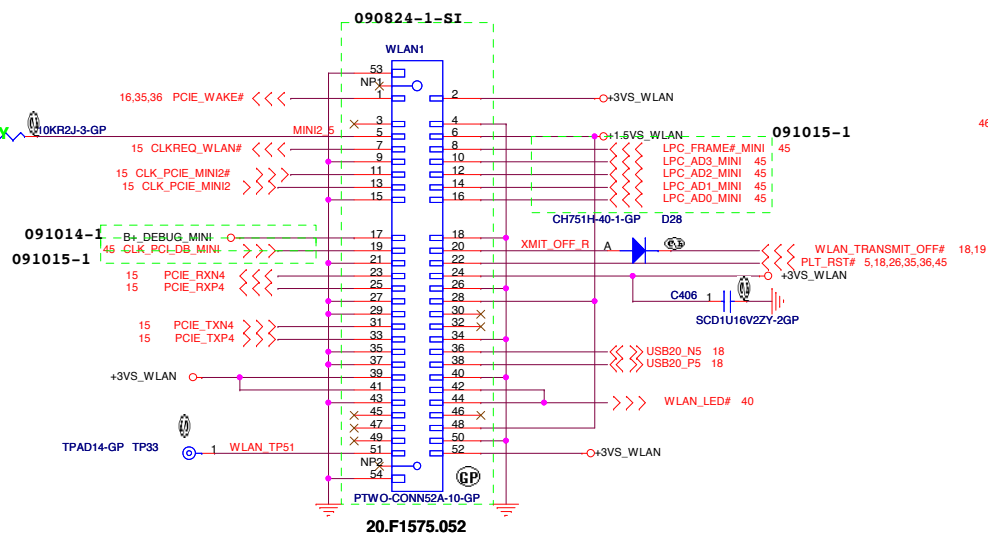 090824-1-SI
WLAN1
53
NP1
16,35,36 PCIE_WAKE# 1 2 +3VS_WLAN
46
3 4
10KR2J-3-GP MINI2_5 5 6 +1.5VS_WLAN 091015-1
15 CLKREQ_WLAN# 7 8 LPC_FRAME#_MINI 45
9 10 LPC_AD3_MINI 45
15 CLK_PCIE_MINI2# 11 12 LPC_AD2_MINI 45
15 CLK_PCIE_MINI2 13 14 LPC_AD1_MINI 45
15 16 LPC_AD0_MINI 45
CH751H-40-1-GP D28
091014-1 B+_DEBUG_MINI 17 18
45 CLK_PCI_DB_MINI 19 20 XMIT_OFF_R A WLAN_TRANSMIT_OFF# 18,19
091015-1 21 22 PLT_RST# 5,18,26,35,36,45
15 PCIE_RXN4 23 24 +3VS_WLAN
15 PCIE_RXP4 25 26
27 28 C406 1
29 30 SCD1U16V2ZY-2GP
15 PCIE_TXN4 31 32
15 PCIE_TXP4 33 34
35 36 USB20_N5 18
37 38 USB20_P5 18
+3VS_WLAN 39 40
41 42
43 44 WLAN_LED# 40
45 46
47 48
49 50
TPAD14-GP TP33 1 WLAN_TP51 51 52 +3VS_WLAN
NP2
54 GP
PTWO-CONN52A-10-GP
20.F1575.052